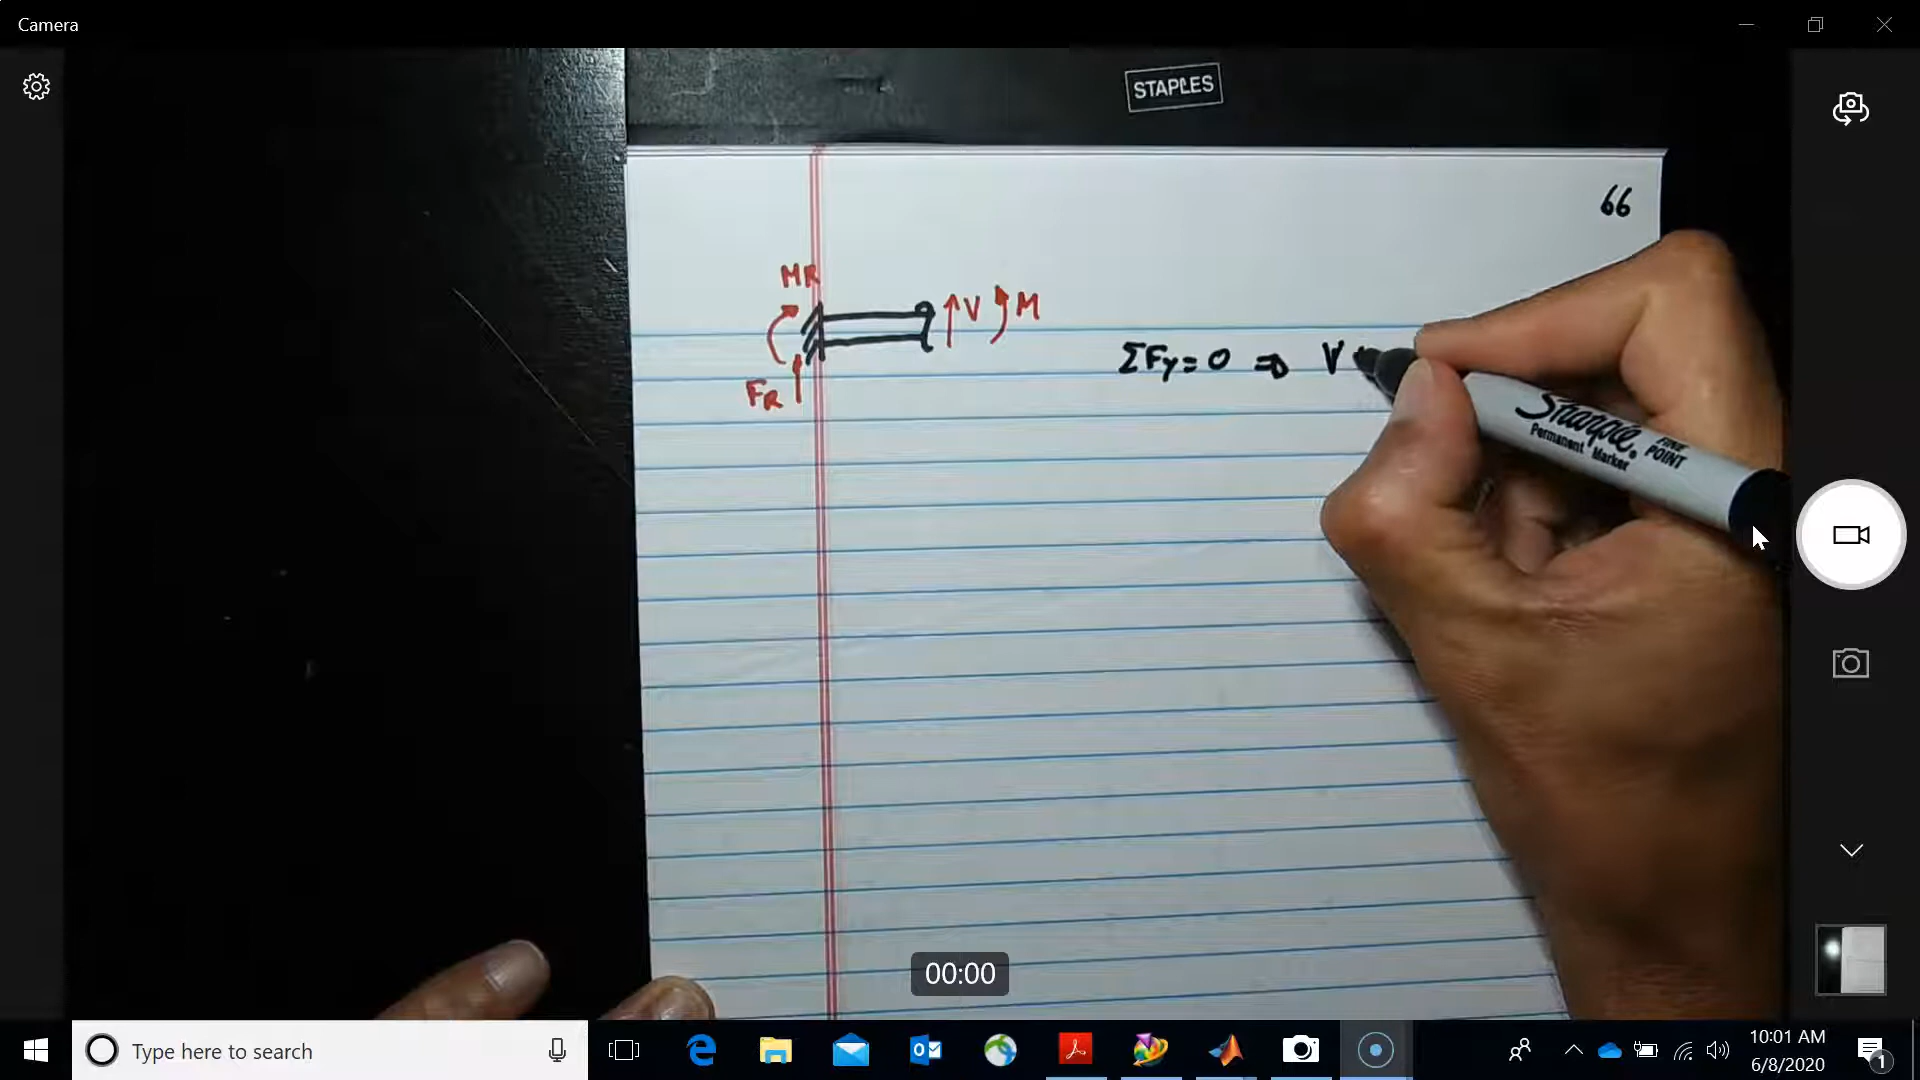 Camera
STAPLES
66
MR
V M
FR
ΣFy = 0 ⇒ V
Sharpie
FINE POINT
Permanent Marker
00:00
Type here to search
10:01 AM
6/8/2020
1